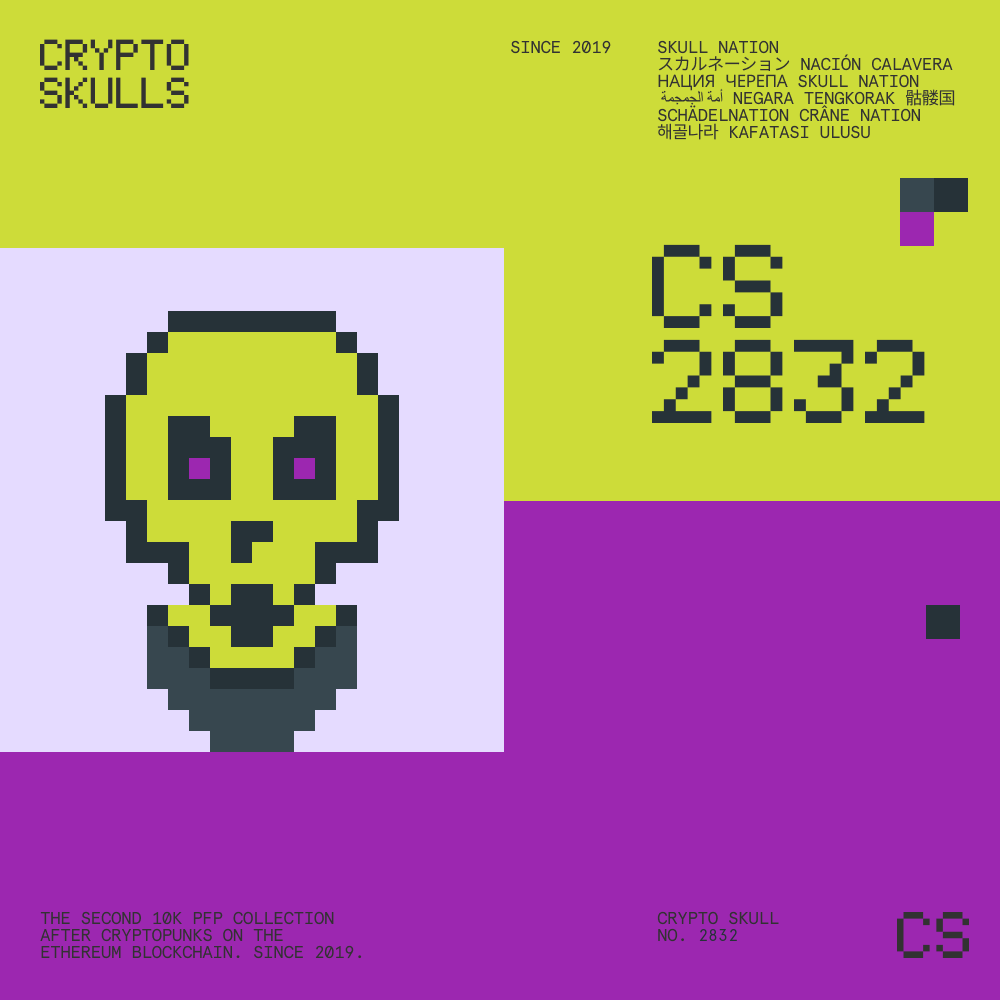 CRYPTO
SKULLS
SINCE 2019
SKULL NATION
スカルネーション NACIÓN CALAVERA
НАЦИЯ ЧЕРЕПА SKULL NATION
أمة الجمجمة NEGARA TENGKORAK 骷髅国
SCHÄDELNATION CRÂNE NATION
해골나라 KAFATASI ULUSU
CS
2832
THE SECOND 10K PFP COLLECTION
AFTER CRYPTOPUNKS ON THE
ETHEREUM BLOCKCHAIN. SINCE 2019.
CRYPTO SKULL
NO. 2832
CS